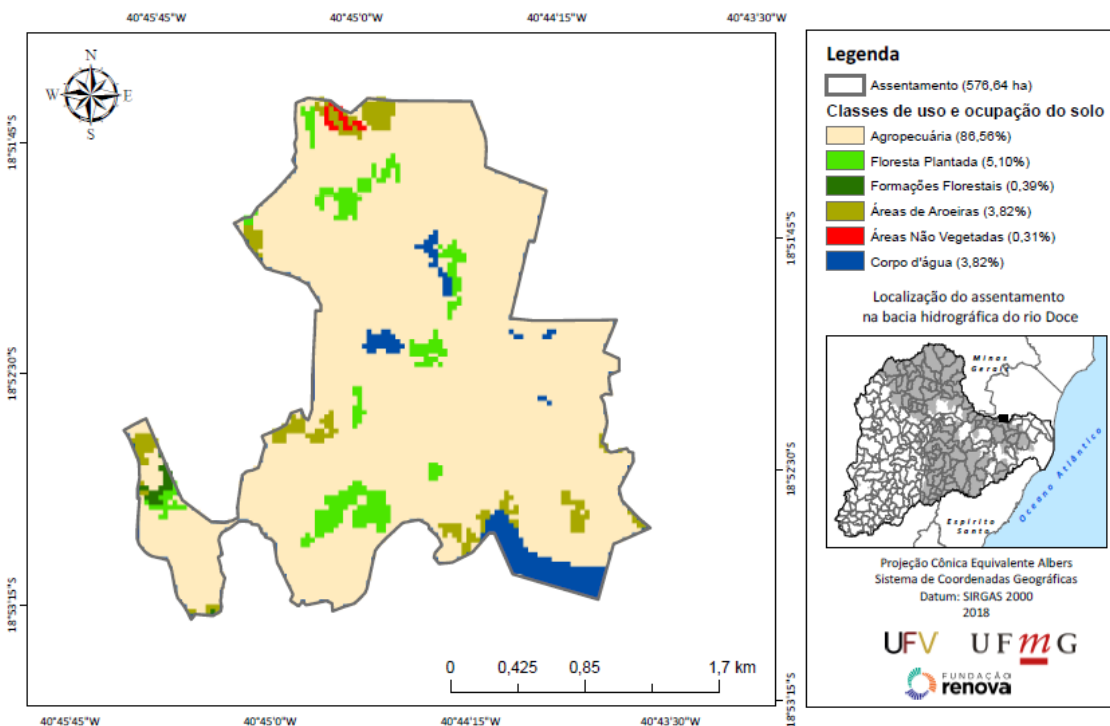 40°45'45"W 40°45'0"W 40°44'15"W 40°43'30"W
N
W E
S
18°51'45"S
18°52'30"S
18°53'15"S
18°51'45"S
18°52'30"S
18°53'15"S
0 0,425 0,85 1,7 km
40°45'45"W 40°45'0"W 40°44'15"W 40°43'30"W
Legenda
Assentamento (576,64 ha)
Classes de uso e ocupação do solo
Agropecuária (86,56%)
Floresta Plantada (5,10%)
Formações Florestais (0,39%)
Áreas de Aroeiras (3,82%)
Áreas Não Vegetadas (0,31%)
Corpo d'água (3,82%)
Localização do assentamento
na bacia hidrográfica do rio Doce
Minas
Gerais
Oceano Atlântico
Espírito
Santo
Projeção Cônica Equivalente Albers
Sistema de Coordenadas Geográficas
Datum: SIRGAS 2000
2018
UFV UFmG
FUNDAÇÃO
renova